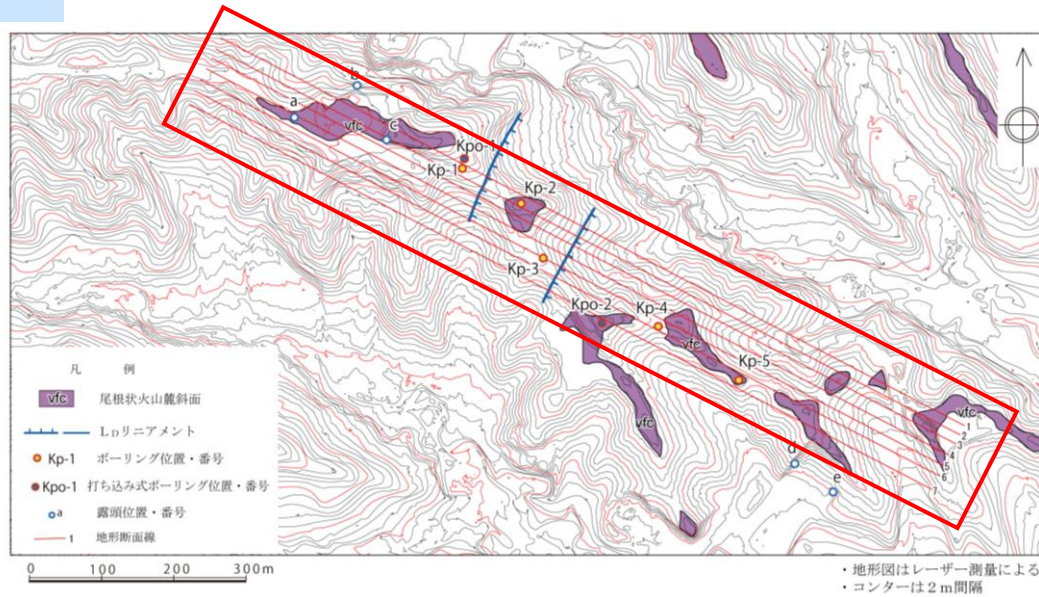 b
a
vfc
c
Kpo-1
Kp-1
Kp-2
Kp-3
Kpo-2
Kp-4
vfc
Kp-5
vfc
vfc
d
e
1
2
3
4
5
6
7
凡 例
vfc 尾根状火山麓斜面
LDリニアメント
Kp-1 ボーリング位置・番号
Kpo-1 打ち込み式ボーリング位置・番号
a 露頭位置・番号
1 地形断面線
0 100 200 300m
・地形図はレーザー測量による
・コンターは2m間隔